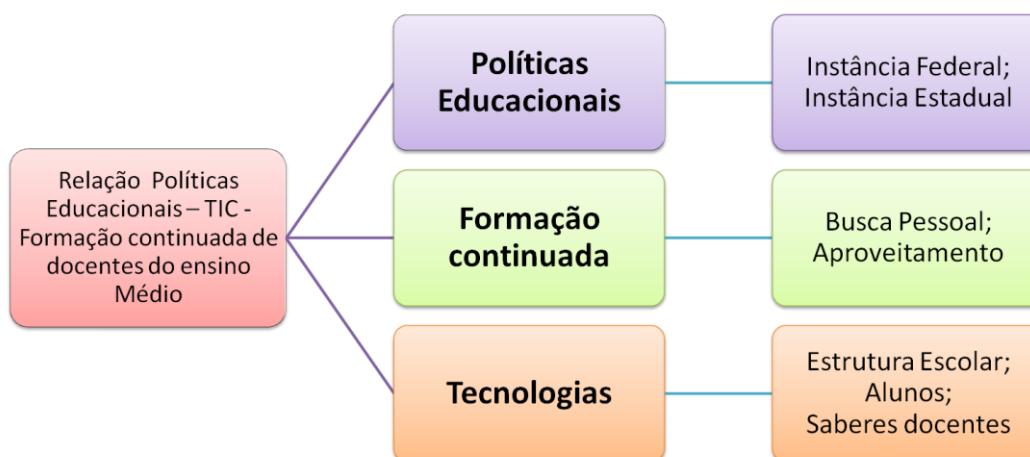 Relação Políticas
Educacionais – TIC -
Formação continuada de
docentes do ensino
Médio
Políticas
Educacionais
Instância Federal;
Instância Estadual
Formação
continuada
Busca Pessoal;
Aproveitamento
Tecnologias
Estrutura Escolar;
Alunos;
Saberes docentes